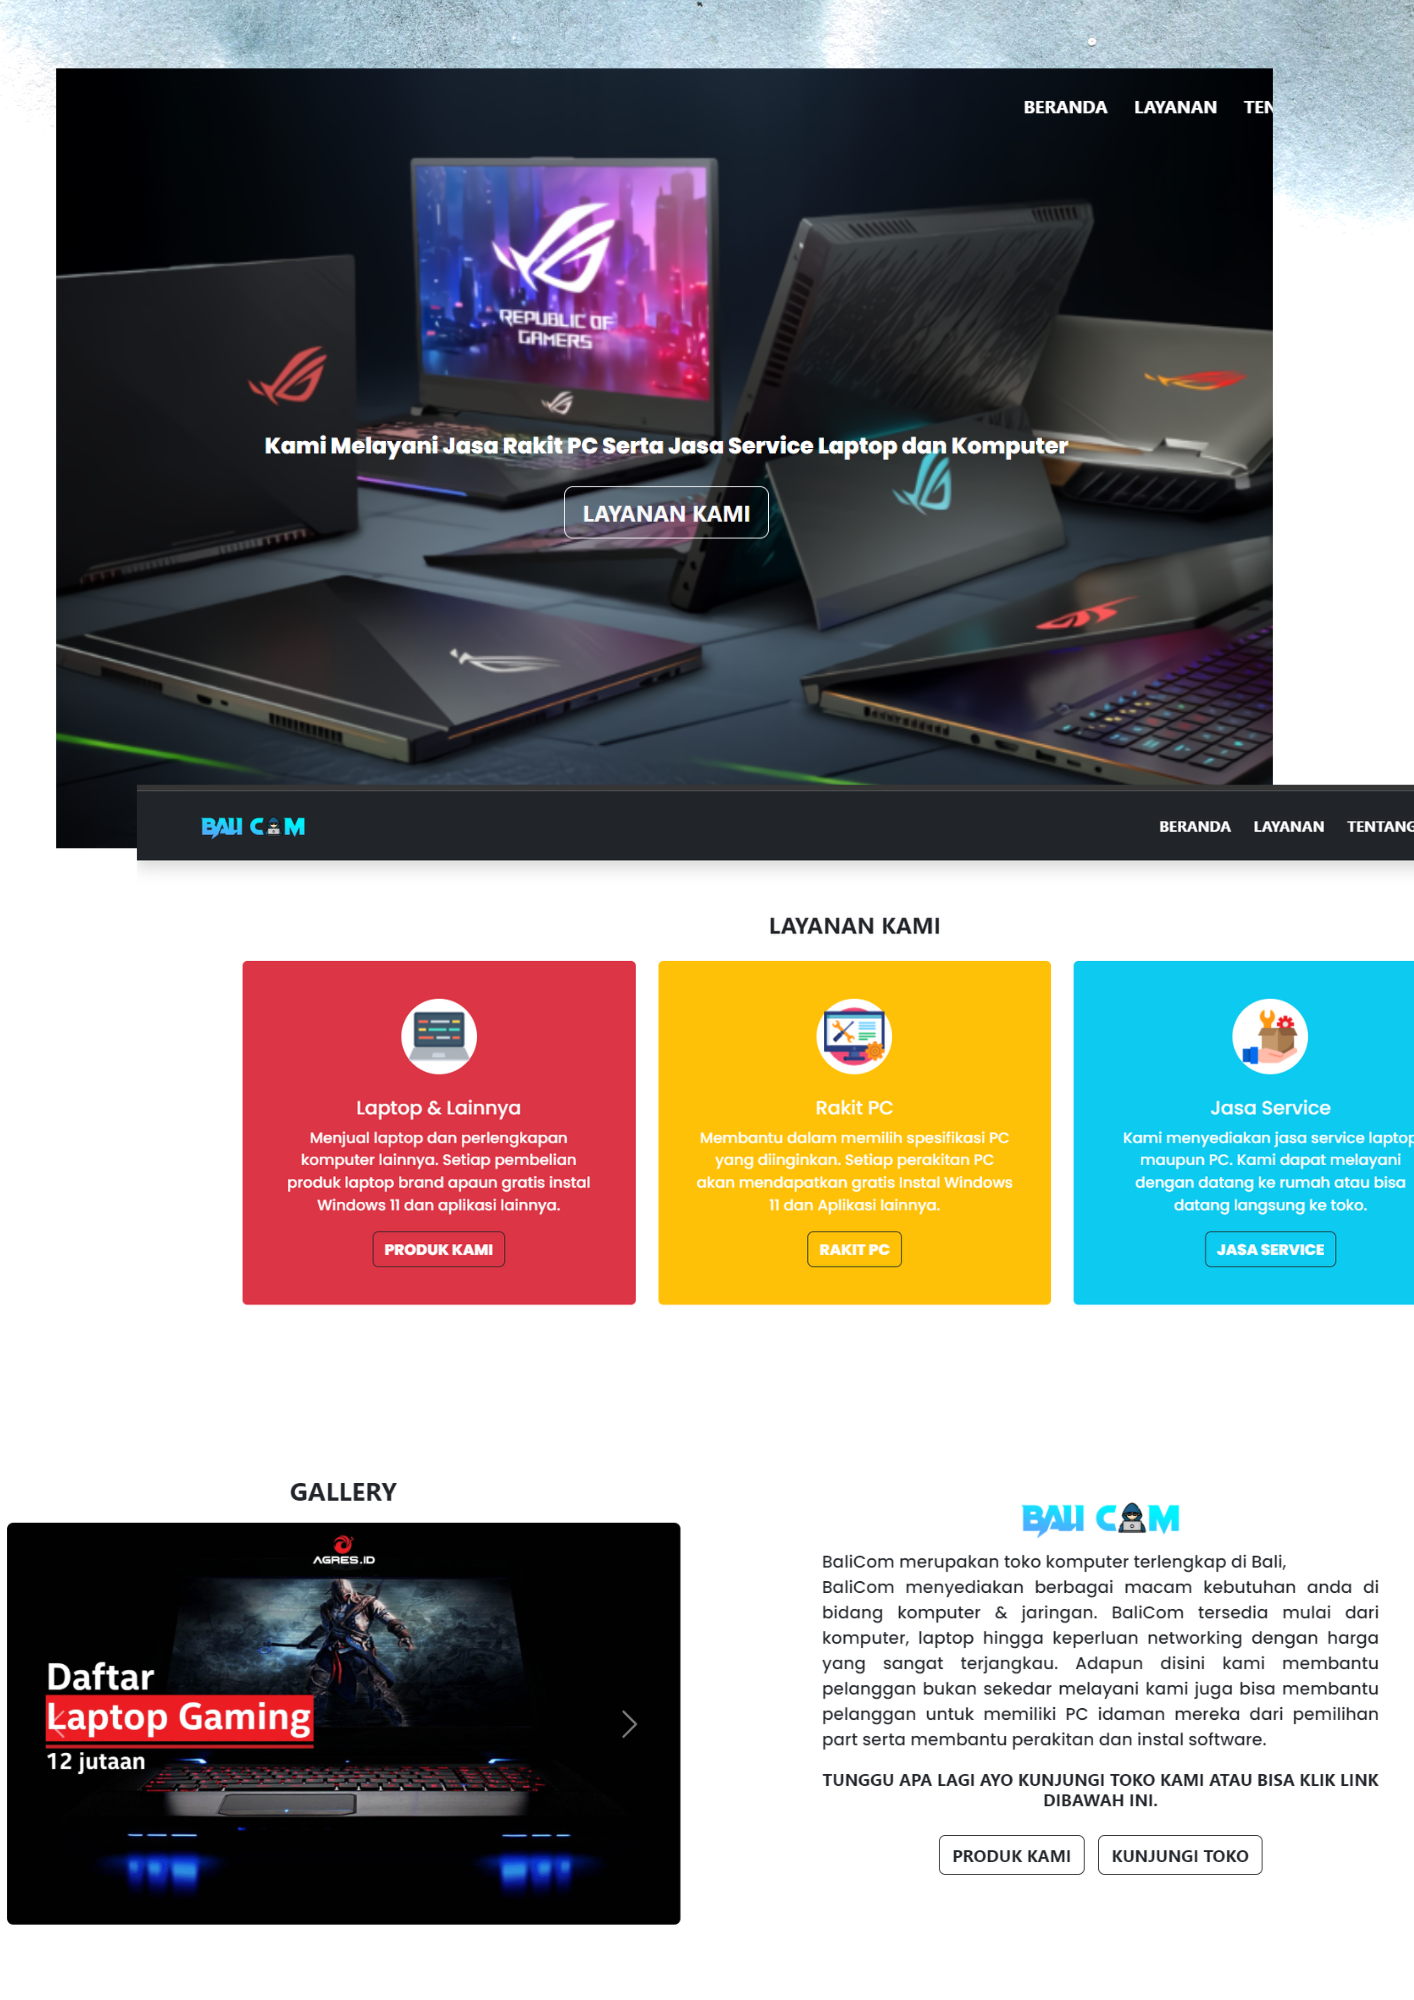 BERANDA LAYANAN TEN
REPUBLIC OF
GAMERS
Kami Melayani Jasa Rakit PC Serta Jasa Service Laptop dan Komputer
LAYANAN KAMI
BALI COM BERANDA LAYANAN TENTANG
LAYANAN KAMI
Laptop & Lainnya
Menjual laptop dan perlengkapan
komputer lainnya. Setiap pembelian
produk laptop brand apaun gratis instal
Windows 11 dan aplikasi lainnya.
PRODUK KAMI
Rakit PC
Membantu dalam memilih spesifikasi PC
yang diinginkan. Setiap perakitan PC
akan mendapatkan gratis Instal Windows
11 dan Aplikasi lainnya.
RAKIT PC
Jasa Service
Kami menyediakan jasa service laptop
maupun PC. Kami dapat melayani
dengan datang ke rumah atau bisa
datang langsung ke toko.
JASA SERVICE
GALLERY
AGRES.ID
Daftar
Laptop Gaming
12 jutaan
BALI COM
BaliCom merupakan toko komputer terlengkap di Bali,
BaliCom menyediakan berbagai macam kebutuhan anda di
bidang komputer & jaringan. BaliCom tersedia mulai dari
komputer, laptop hingga keperluan networking dengan harga
yang sangat terjangkau. Adapun disini kami membantu
pelanggan bukan sekedar melayani kami juga bisa membantu
pelanggan untuk memiliki PC idaman mereka dari pemilihan
part serta membantu perakitan dan instal software.
TUNGGU APA LAGI AYO KUNJUNGI TOKO KAMI ATAU BISA KLIK LINK
DIBAWAH INI.
PRODUK KAMI KUNJUNGI TOKO